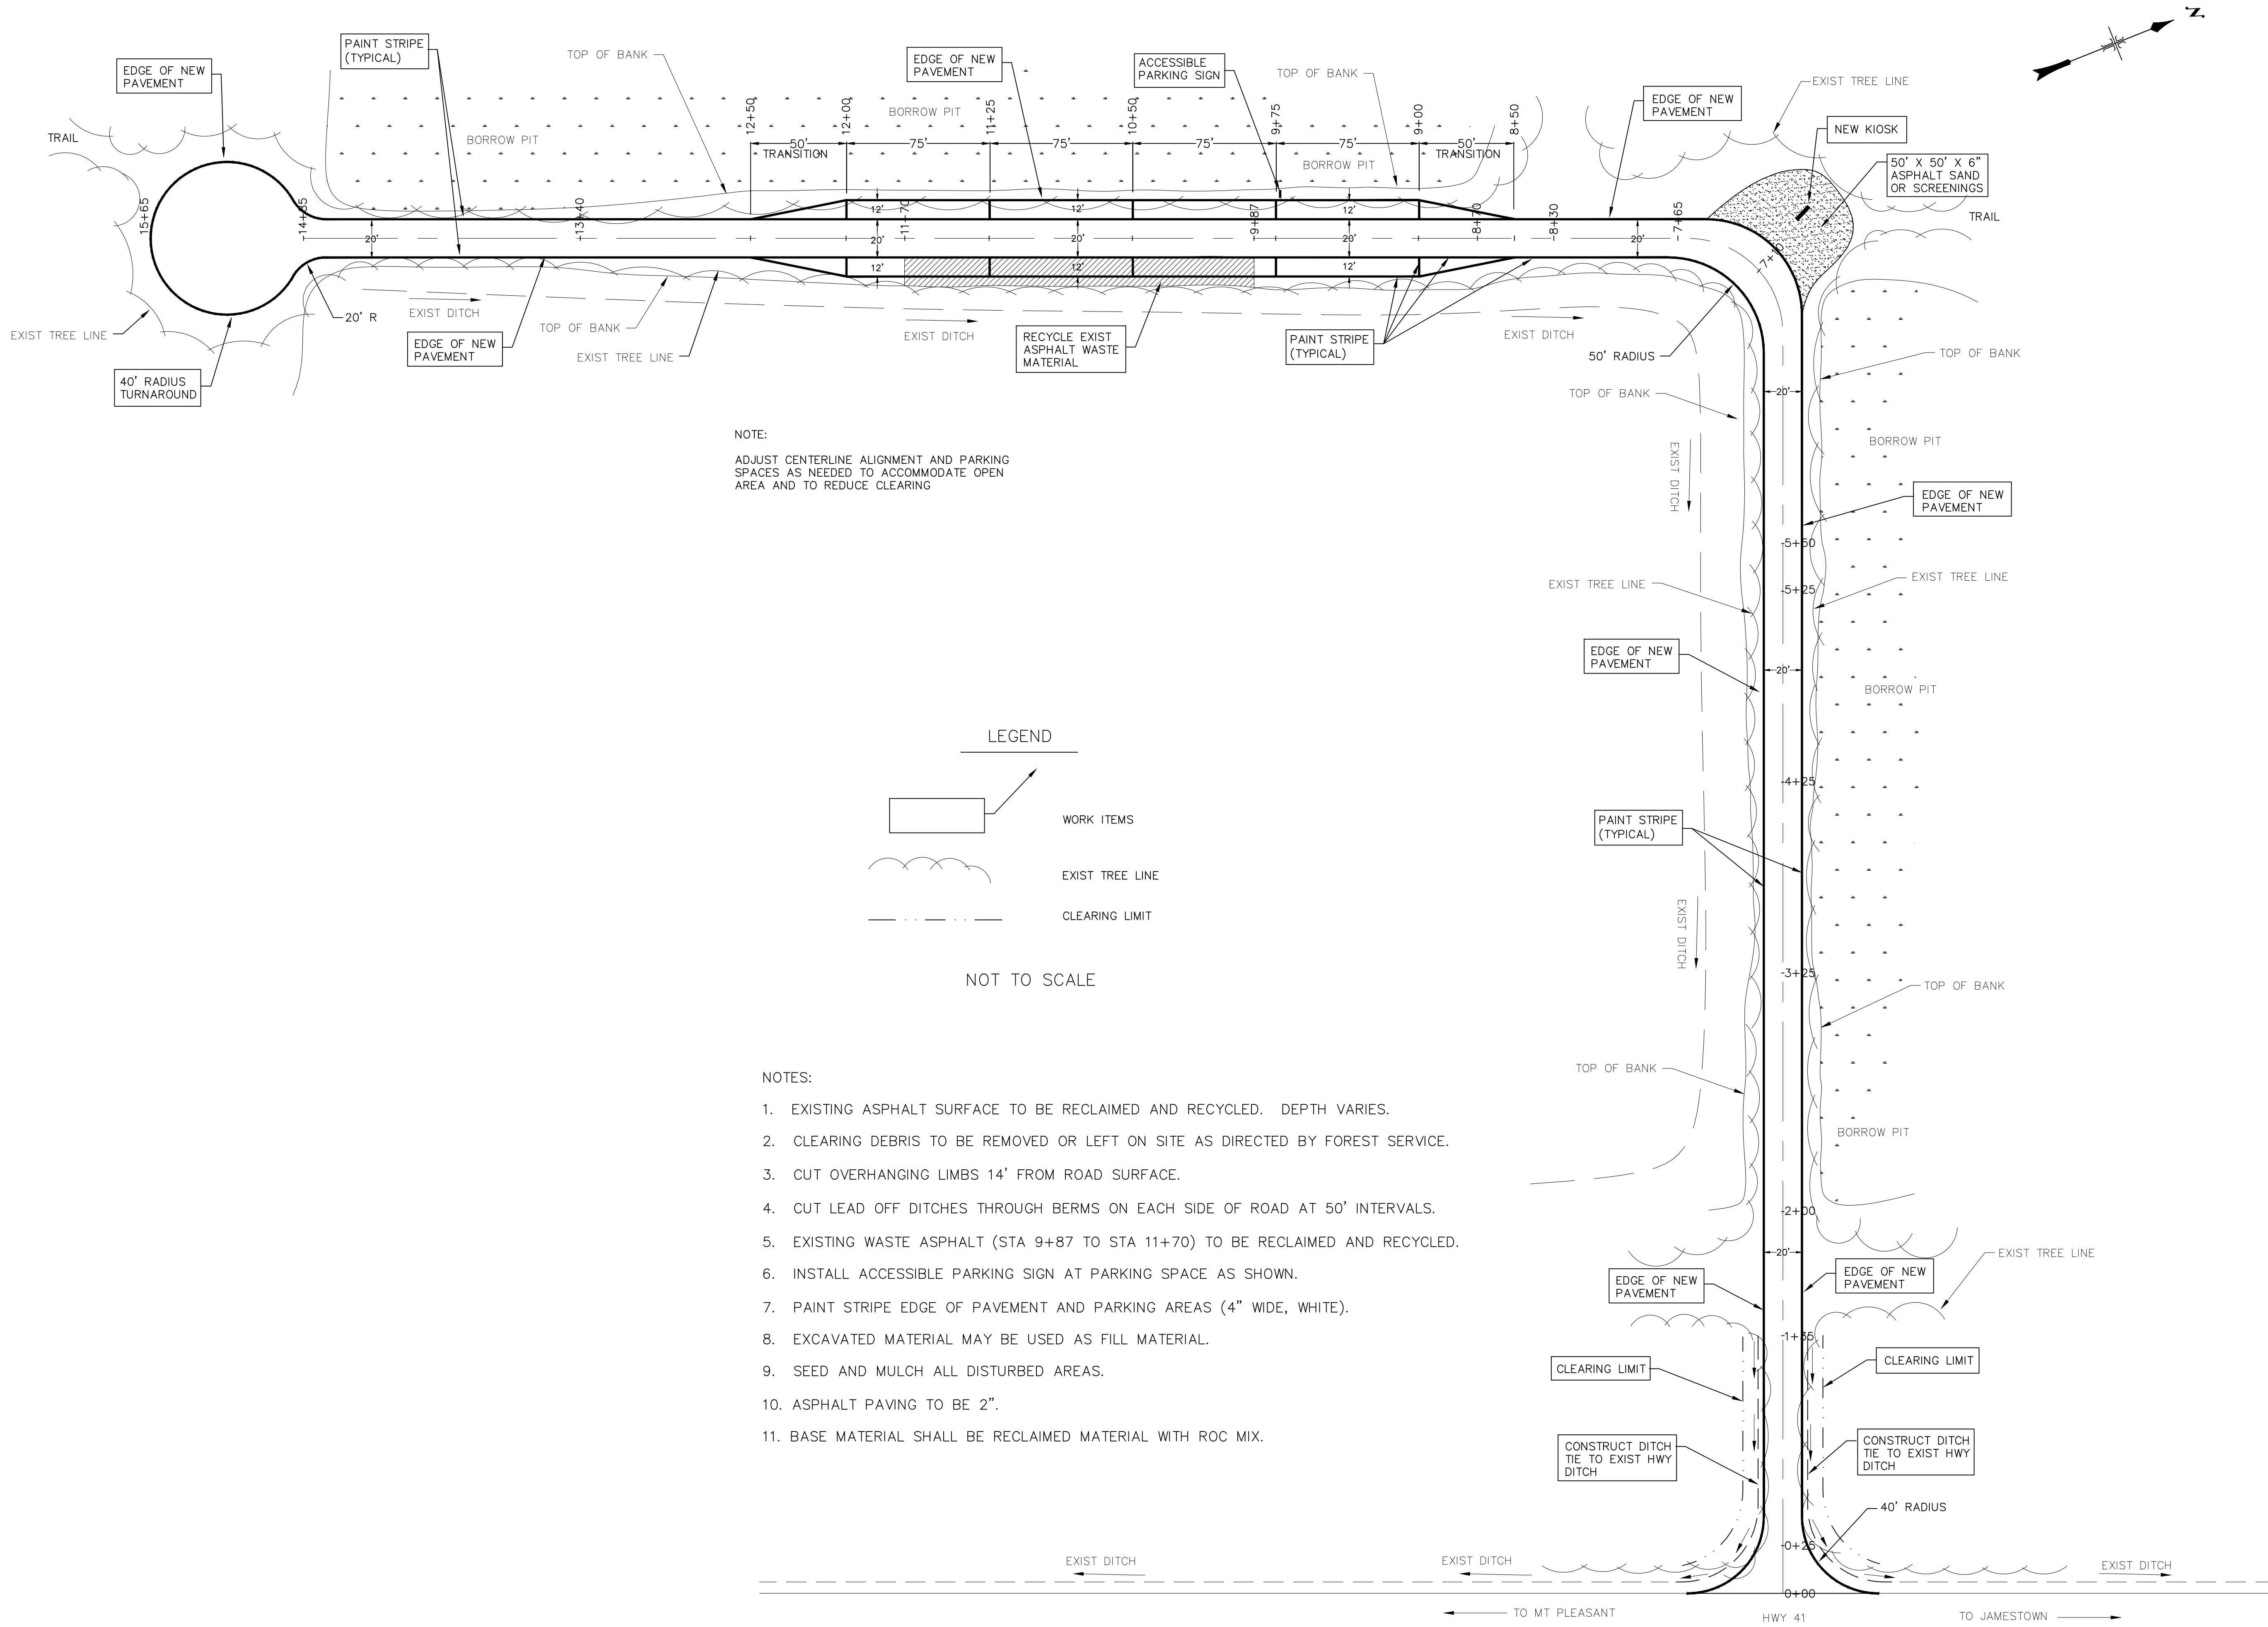 N
EDGE OF NEW
PAVEMENT
PAINT STRIPE
(TYPICAL)
TOP OF BANK
EDGE OF NEW
PAVEMENT
ACCESSIBLE
PARKING SIGN
TOP OF BANK
EDGE OF NEW
PAVEMENT
EXIST TREE LINE
NEW KIOSK
50' X 50' X 6"
ASPHALT SAND
OR SCREENINGS
TRAIL
BORROW PIT
BORROW PIT
BORROW PIT
TRAIL
12+50
12+00
11+25
10+50
9+75
9+00
8+50
50'
75'
75'
75'
75'
50'
TRANSITION
TRANSITION
15+65
14+85
13+40
11+70
9+87
8+70
8+30
7+65
7+10
12'
12'
12'
20'
20'
20'
20'
20'
12'
12'
12'
EXIST TREE LINE
40' RADIUS
TURNAROUND
20' R
EXIST DITCH
EDGE OF NEW
PAVEMENT
TOP OF BANK
EXIST TREE LINE
EXIST DITCH
RECYCLE EXIST
ASPHALT WASTE
MATERIAL
PAINT STRIPE
(TYPICAL)
EXIST DITCH
50' RADIUS
TOP OF BANK
TOP OF BANK
20'
BORROW PIT
EXIST DITCH
NOTE:
ADJUST CENTERLINE ALIGNMENT AND PARKING
SPACES AS NEEDED TO ACCOMMODATE OPEN
AREA AND TO REDUCE CLEARING
EDGE OF NEW
PAVEMENT
5+50
5+25
EXIST TREE LINE
EXIST TREE LINE
EDGE OF NEW
PAVEMENT
20'
BORROW PIT
4+25
PAINT STRIPE
(TYPICAL)
EXIST DITCH
3+25
TOP OF BANK
TOP OF BANK
BORROW PIT
2+00
20'
EXIST TREE LINE
EDGE OF NEW
PAVEMENT
EDGE OF NEW
PAVEMENT
1+35
CLEARING LIMIT
CLEARING LIMIT
CONSTRUCT DITCH
TIE TO EXIST HWY
DITCH
CONSTRUCT DITCH
TIE TO EXIST HWY
DITCH
40' RADIUS
0+25
0+00
EXIST DITCH
EXIST DITCH
EXIST DITCH
TO MT PLEASANT
HWY 41
TO JAMESTOWN
LEGEND
WORK ITEMS
EXIST TREE LINE
CLEARING LIMIT
NOT TO SCALE
NOTES:
1. EXISTING ASPHALT SURFACE TO BE RECLAIMED AND RECYCLED. DEPTH VARIES.
2. CLEARING DEBRIS TO BE REMOVED OR LEFT ON SITE AS DIRECTED BY FOREST SERVICE.
3. CUT OVERHANGING LIMBS 14' FROM ROAD SURFACE.
4. CUT LEAD OFF DITCHES THROUGH BERMS ON EACH SIDE OF ROAD AT 50' INTERVALS.
5. EXISTING WASTE ASPHALT (STA 9+87 TO STA 11+70) TO BE RECLAIMED AND RECYCLED.
6. INSTALL ACCESSIBLE PARKING SIGN AT PARKING SPACE AS SHOWN.
7. PAINT STRIPE EDGE OF PAVEMENT AND PARKING AREAS (4" WIDE, WHITE).
8. EXCAVATED MATERIAL MAY BE USED AS FILL MATERIAL.
9. SEED AND MULCH ALL DISTURBED AREAS.
10. ASPHALT PAVING TO BE 2".
11. BASE MATERIAL SHALL BE RECLAIMED MATERIAL WITH ROC MIX.